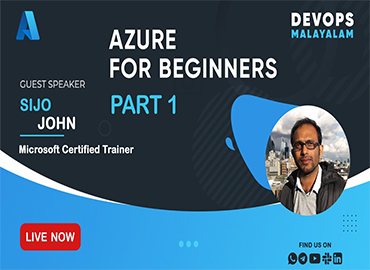 DEVOPS
MALAYALAM
AZURE
FOR BEGINNERS
PART 1
GUEST SPEAKER
SIJO
JOHN
Microsoft Certified Trainer
LIVE NOW
FIND US ON